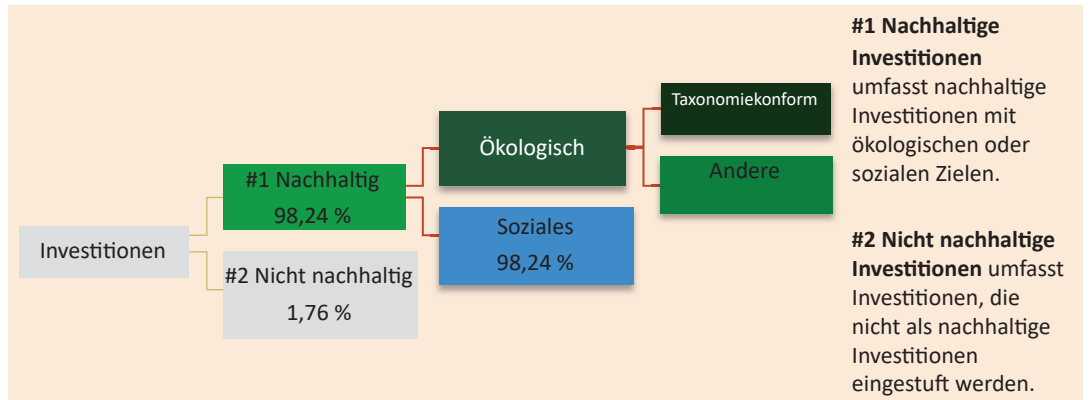 Investitionen
#1 Nachhaltig
98,24 %
#2 Nicht nachhaltig
1,76 %
Ökologisch
Soziales
98,24 %
Taxonomiekonform
Andere
#1 Nachhaltige
Investitionen
umfasst nachhaltige
Investitionen mit
ökologischen oder
sozialen Zielen.
#2 Nicht nachhaltige
Investitionen umfasst
Investitionen, die
nicht als nachhaltige
Investitionen
eingestuft werden.